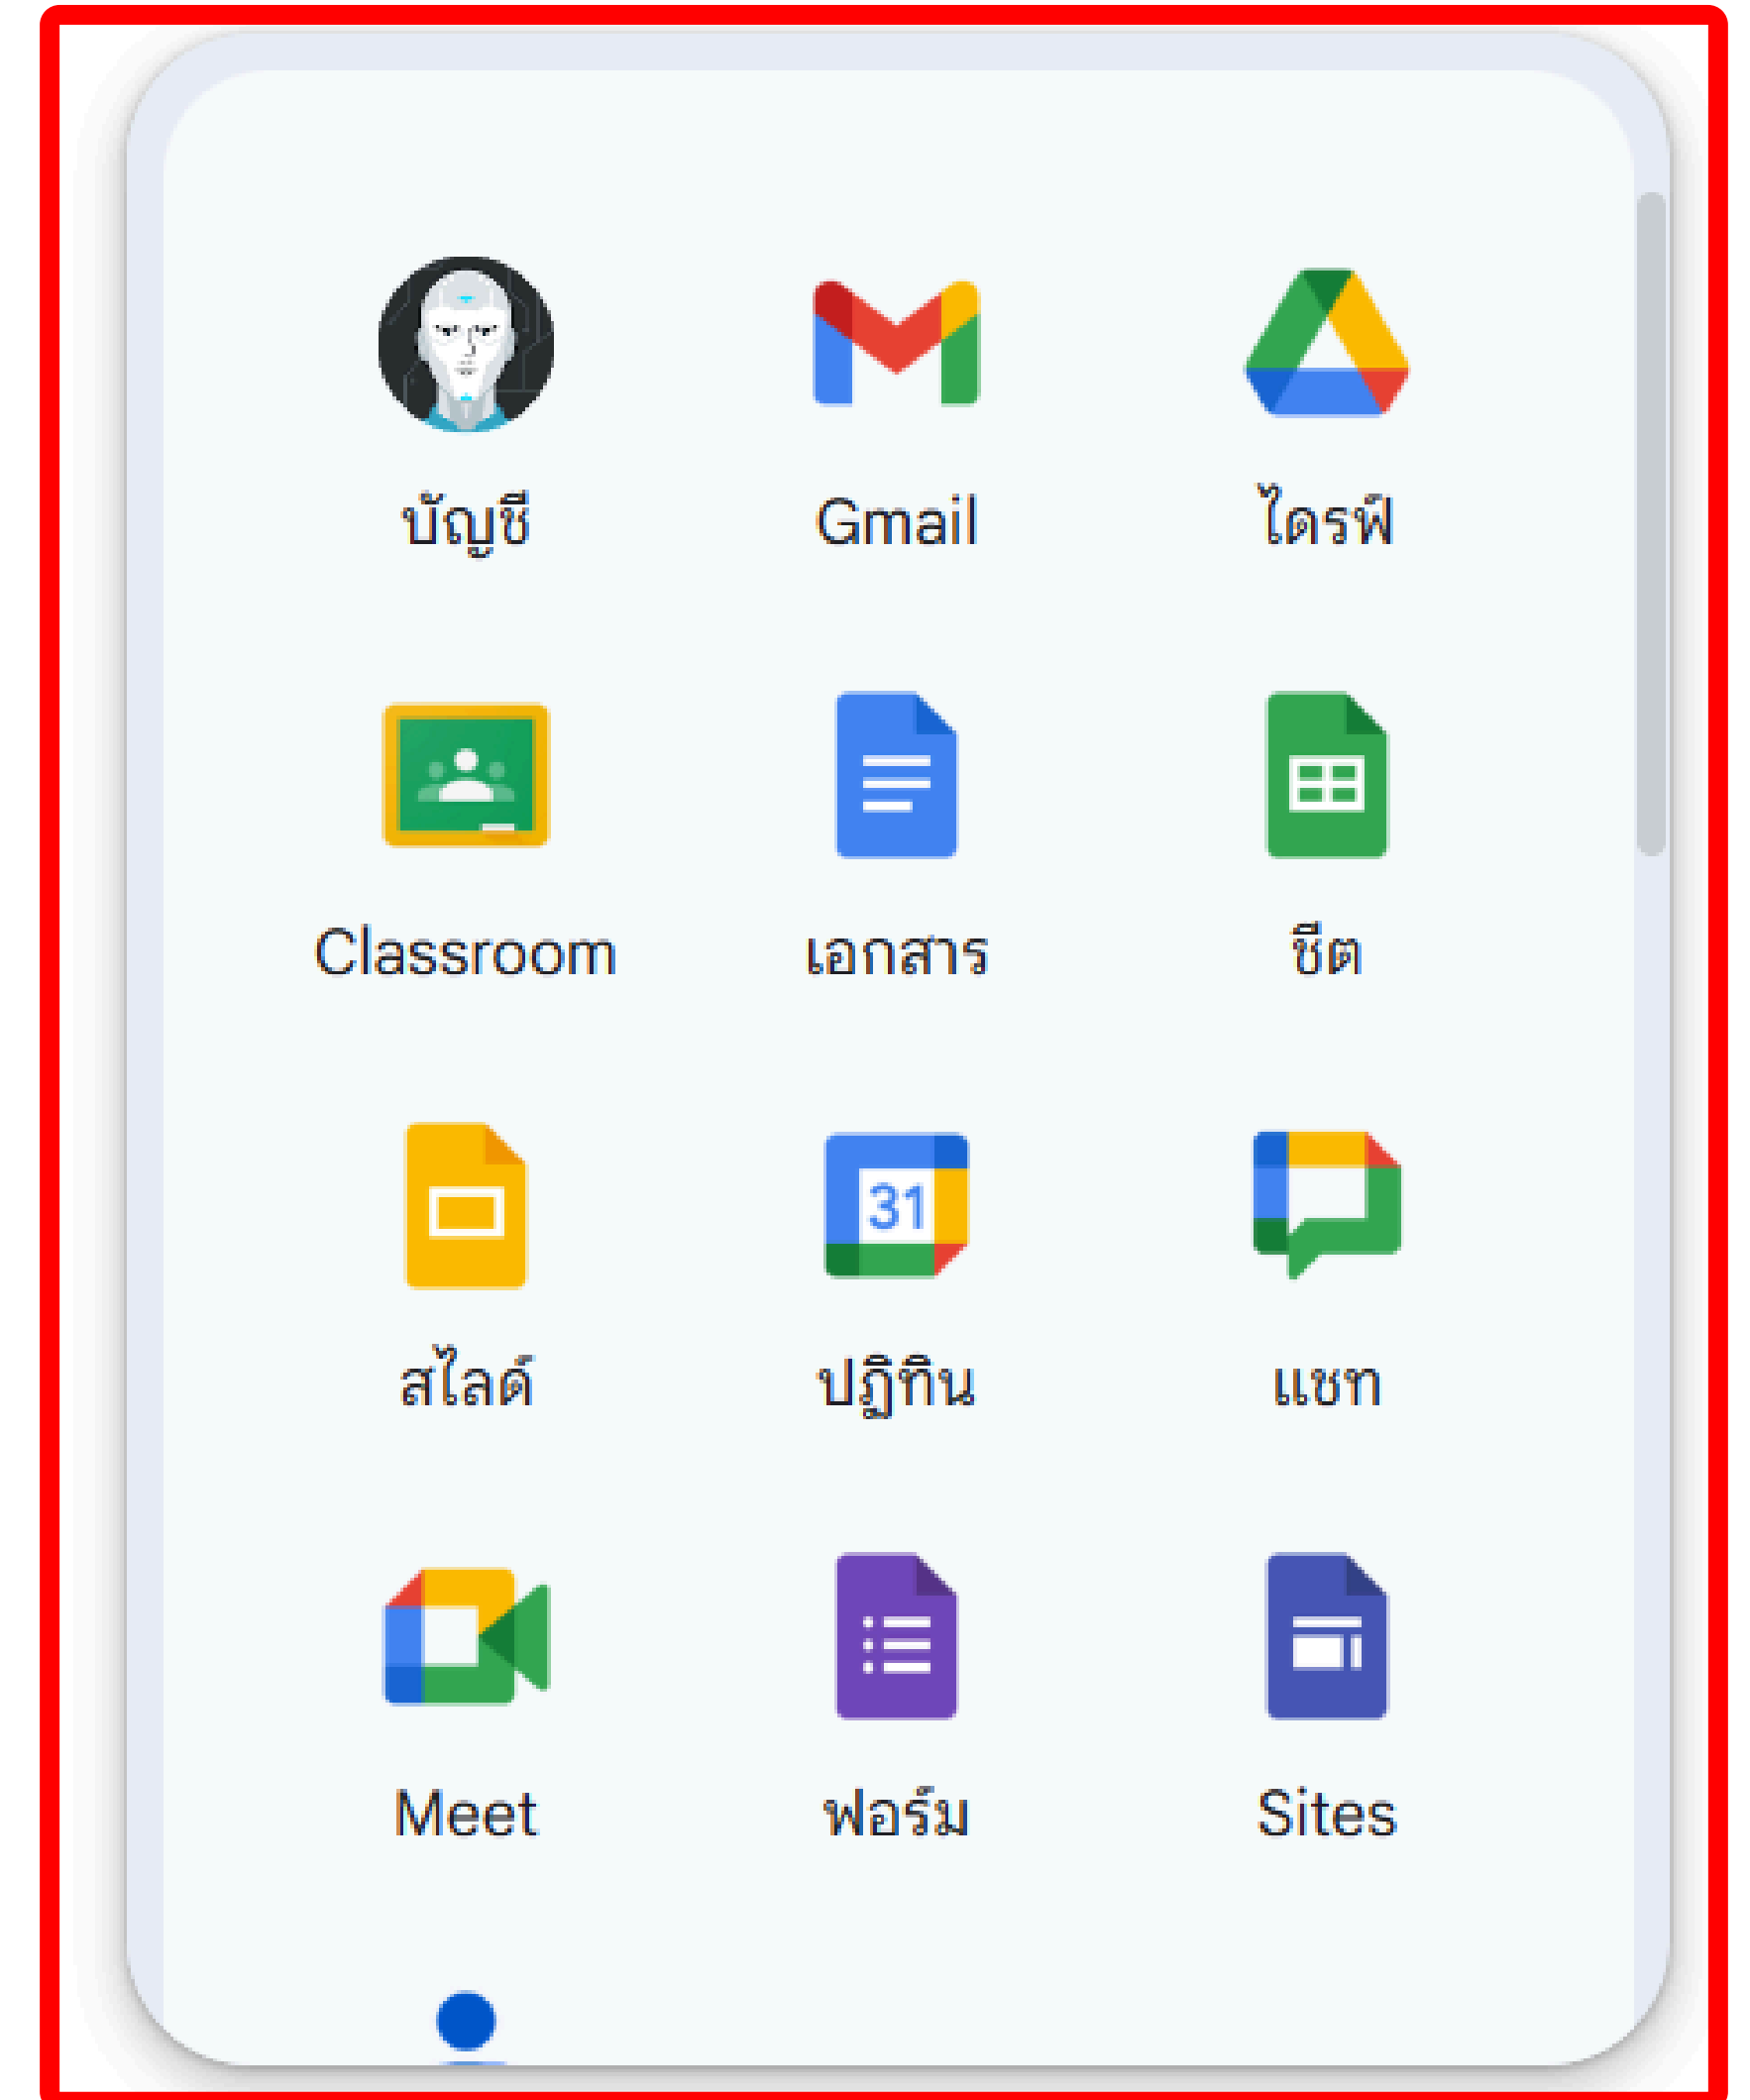 บัญชี Gmail ไดรฟ์
Classroom เอกสาร ชีต
31
สไลด์ ปฏิทิน แชท
Meet ฟอร์ม Sites